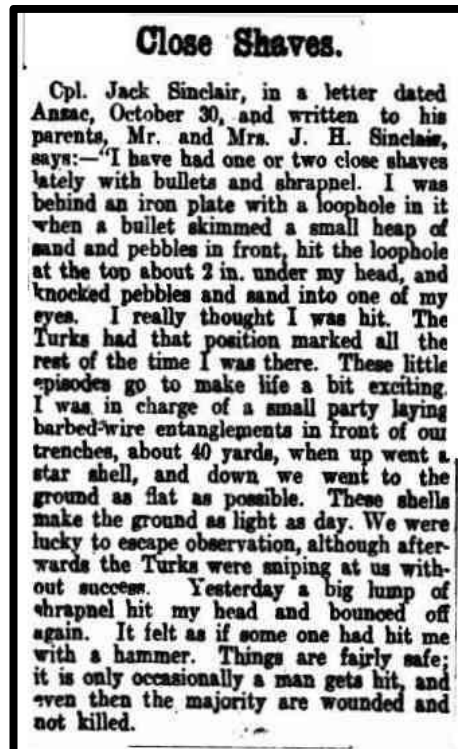 Close Shaves.
Cpl. Jack Sinclair, in a letter dated
Anzac, October 30, and written to his
parents, Mr. and Mrs. J. H. Sinclair,
says:—"I have had one or two close shaves
lately with bullets and shrapnel. I was
behind an iron plate with a loophole in it
when a bullet skimmed a small heap of
sand and pebbles in front, hit the loophole
at the top about 2 in. under my head, and
knocked pebbles and sand into one of my
eyes. I really thought I was hit. The
Turks had that position marked all the
rest of the time I was there. These little
episodes go to make life a bit exciting.
I was in charge of a small party laying
barbed-wire entanglements in front of our
trenches, about 40 yards, when up went a
star shell, and down we went to the
ground as flat as possible. These shells
make the ground as light as day. We were
lucky to escape observation, although after-
wards the Turks were sniping at us with-
out success. Yesterday a big lump of
shrapnel hit my head and bounced off
again. It felt as if some one had hit me
with a hammer. Things are fairly safe;
it is only occasionally a man gets hit, and
even then the majority are wounded and
not killed.